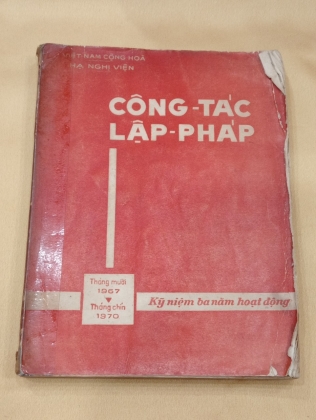 NAM CỘNG HOÀ
HẠ NGHỊ VIỆN
CÔNG-TÁC
LẬP-PHÁP
Tháng mười
1967
Tháng chín
1970
Kỷ niệm ba năm hoạt động